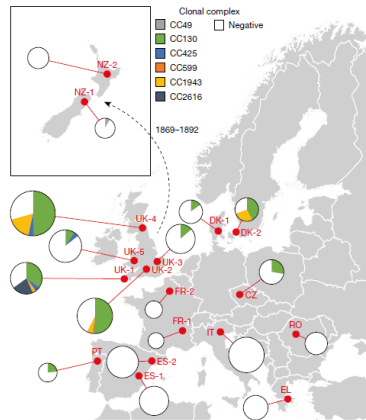 Clonal complex
CC49
CC130
CC425
CC599
CC1943
CC2616
Negative
NZ-2
NZ-1
1869–1892
UK-4
UK-5
UK-3
UK-1
UK-2
DK-1
DK-2
CZ
FR-2
FR-1
IT
RO
PT
ES-2
ES-1
EL